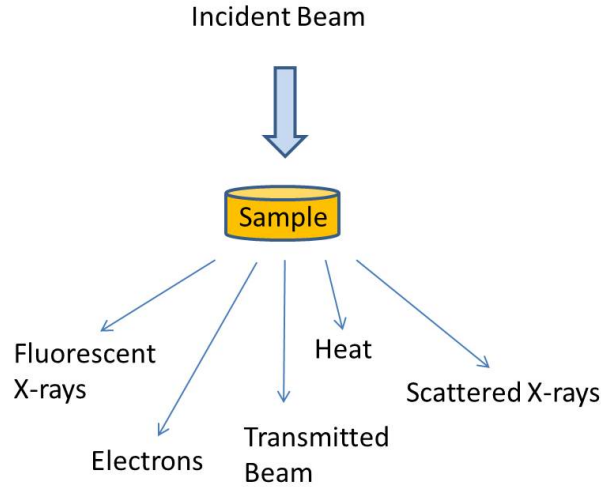 Incident Beam
Sample
Fluorescent
X-rays
Heat
Scattered X-rays
Electrons
Transmitted
Beam